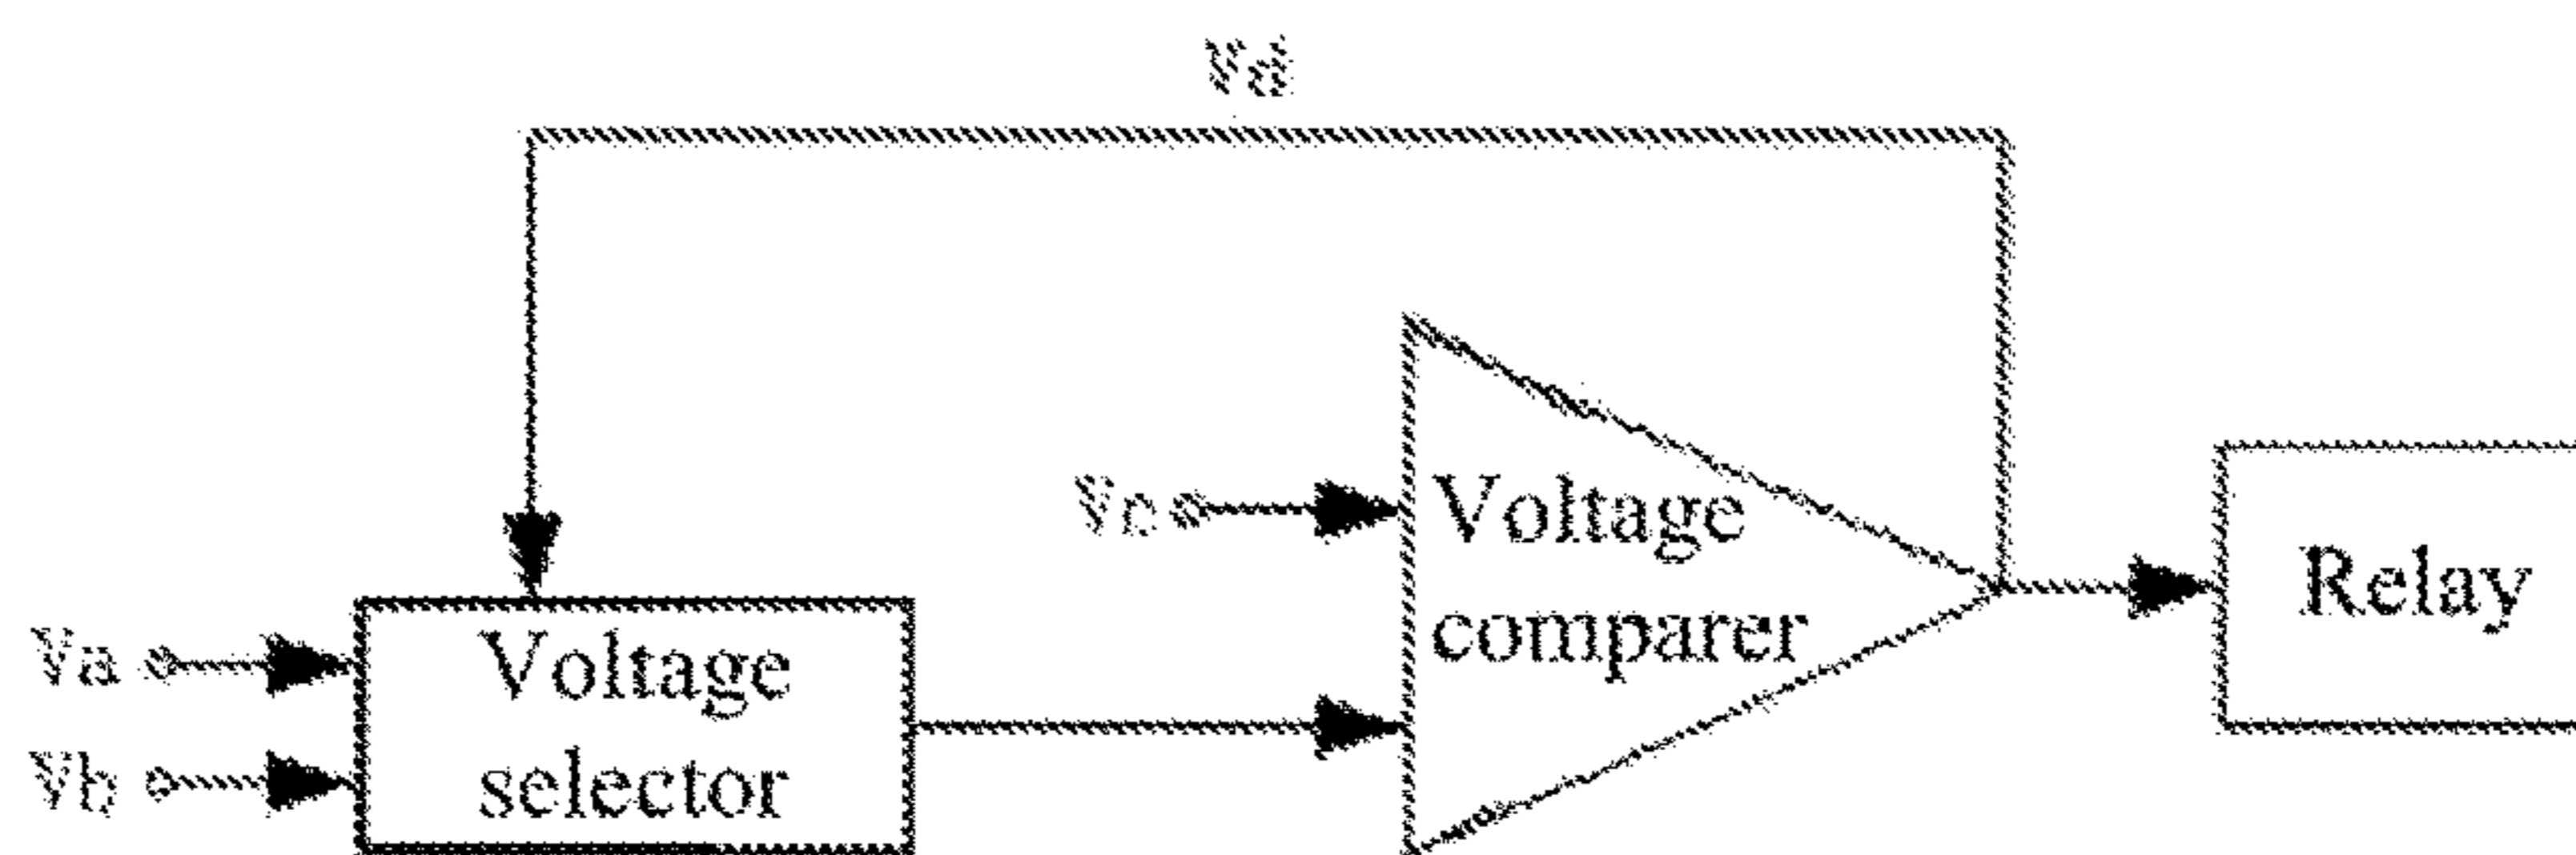 Vd
Vc
Voltage
comparer
Relay
Va
Vb
Voltage
selector